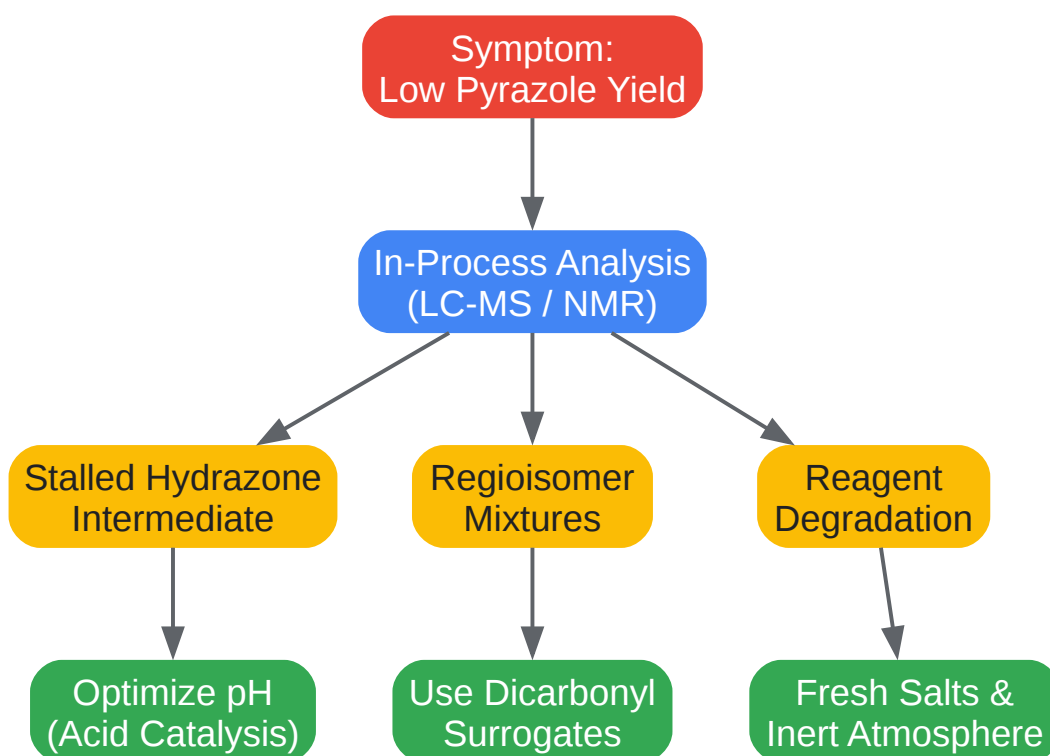 Symptom:
Low Pyrazole Yield
In-Process Analysis
(LC-MS / NMR)
Stalled Hydrazone
Intermediate
Regioisomer
Mixtures
Reagent
Degradation
Optimize pH
(Acid Catalysis)
Use Dicarbonyl
Surrogates
Fresh Salts &
Inert Atmosphere